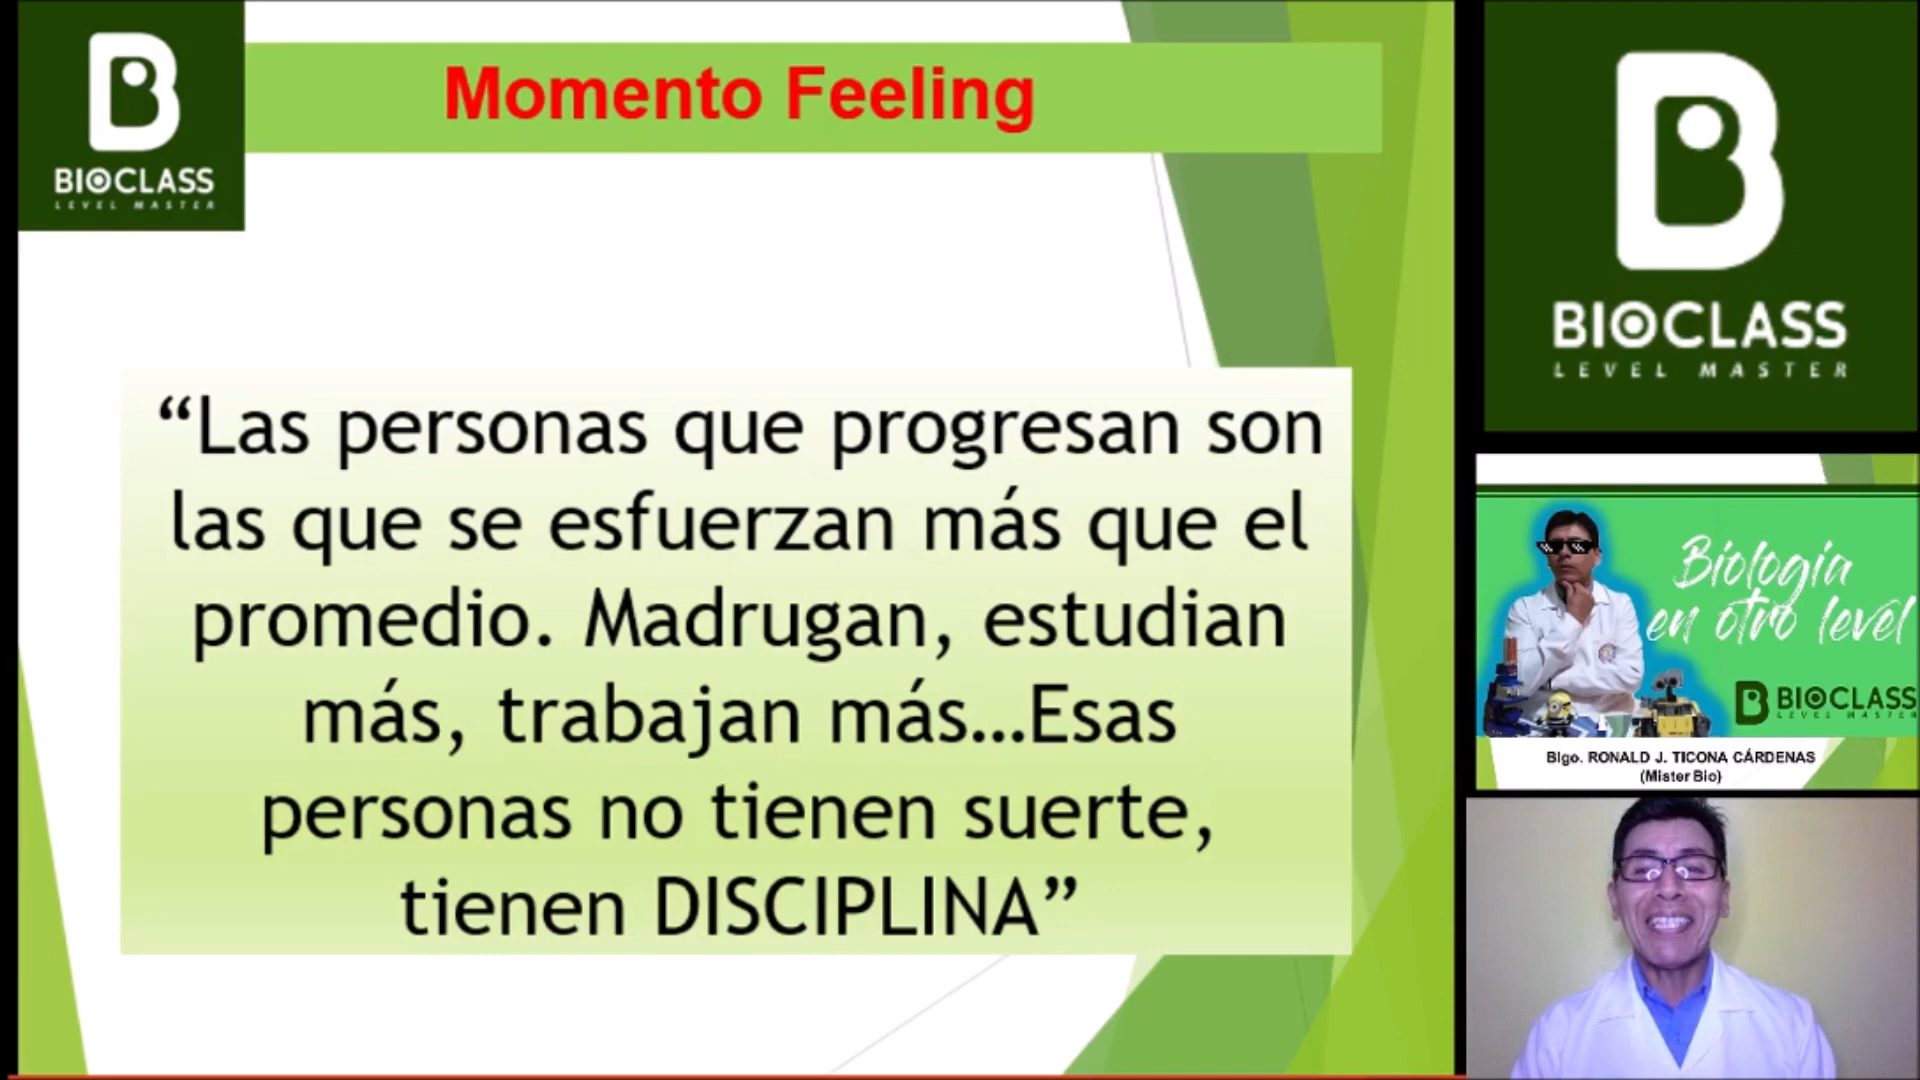 BIOCLASS
LEVEL MASTER
Momento Feeling
“Las personas que progresan son
las que se esfuerzan más que el
promedio. Madrugan, estudian
más, trabajan más...Esas
personas no tienen suerte,
tienen DISCIPLINA”
BIOCLASS
LEVEL MASTER
Biología
en otro level
BIOCLASS
LEVEL MASTER
Blgo. RONALD J. TICONA CÁRDENAS
(Mister Bio)